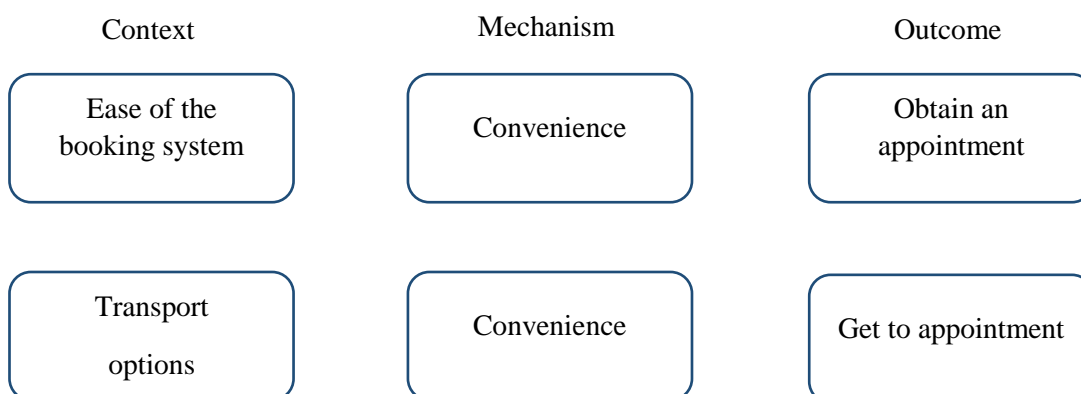 Context
Mechanism
Outcome
Ease of the
booking system
Convenience
Obtain an
appointment
Transport
options
Convenience
Get to appointment